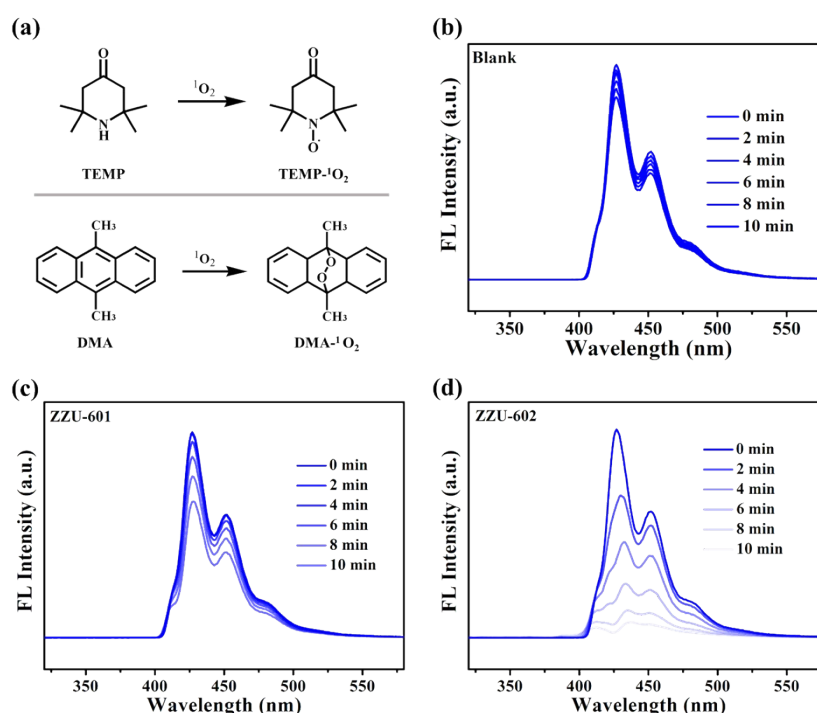 (a)
O
O
¹O₂
N
H
N
O
.
TEMP
TEMP-¹O₂
CH₃
CH₃
¹O₂
O
O
CH₃
CH₃
DMA
DMA-¹O₂
(b)
Blank
0 min
2 min
4 min
6 min
8 min
10 min
FL Intensity (a.u.)
350 400 450 500 550
Wavelength (nm)
(c)
ZZU-601
0 min
2 min
4 min
6 min
8 min
10 min
FL Intensity (a.u.)
350 400 450 500 550
Wavelength (nm)
(d)
ZZU-602
0 min
2 min
4 min
6 min
8 min
10 min
FL Intensity (a.u.)
350 400 450 500 550
Wavelength (nm)